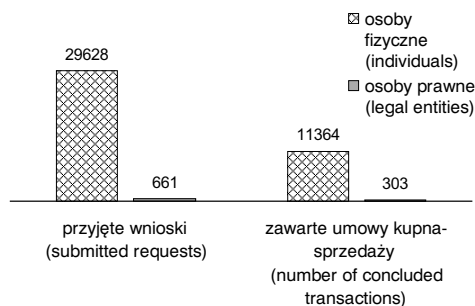 osoby
fizyczne
(individuals)
osoby prawne
(legal entities)
29628
661
11364
303
przyjęte wnioski
(submitted requests)
zawarte umowy kupna-
sprzedaży
(number of concluded
transactions)